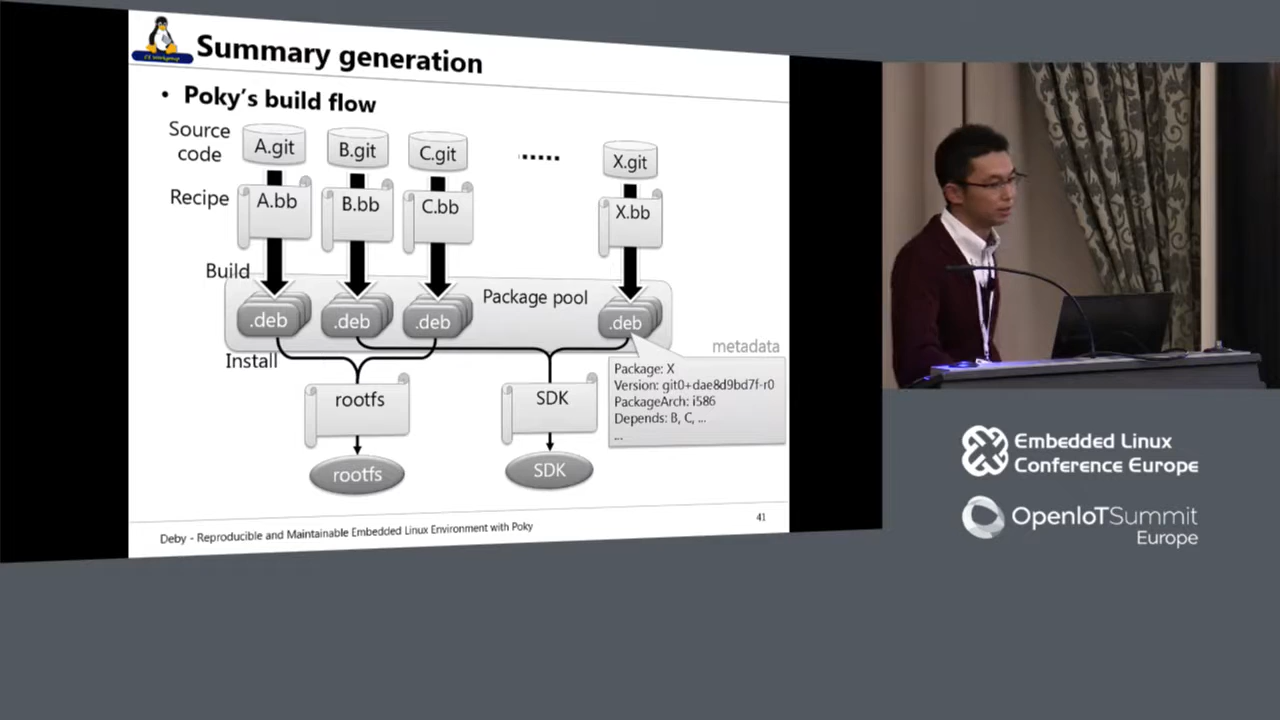 Summary generation
• Poky's build flow
Source
code
A.git
B.git
C.git
.....
X.git
Recipe
A.bb
B.bb
C.bb
X.bb
Build
Package pool
.deb
.deb
.deb
.deb
Install
metadata
Package: X
Version: git0+dae8d9bd7f-r0
PackageArch: i586
Depends: B, C, ...
...
rootfs
SDK
rootfs
SDK
Deby - Reproducible and Maintainable Embedded Linux Environment with Poky
41
Embedded Linux
Conference Europe
OpenIoTSummit
Europe